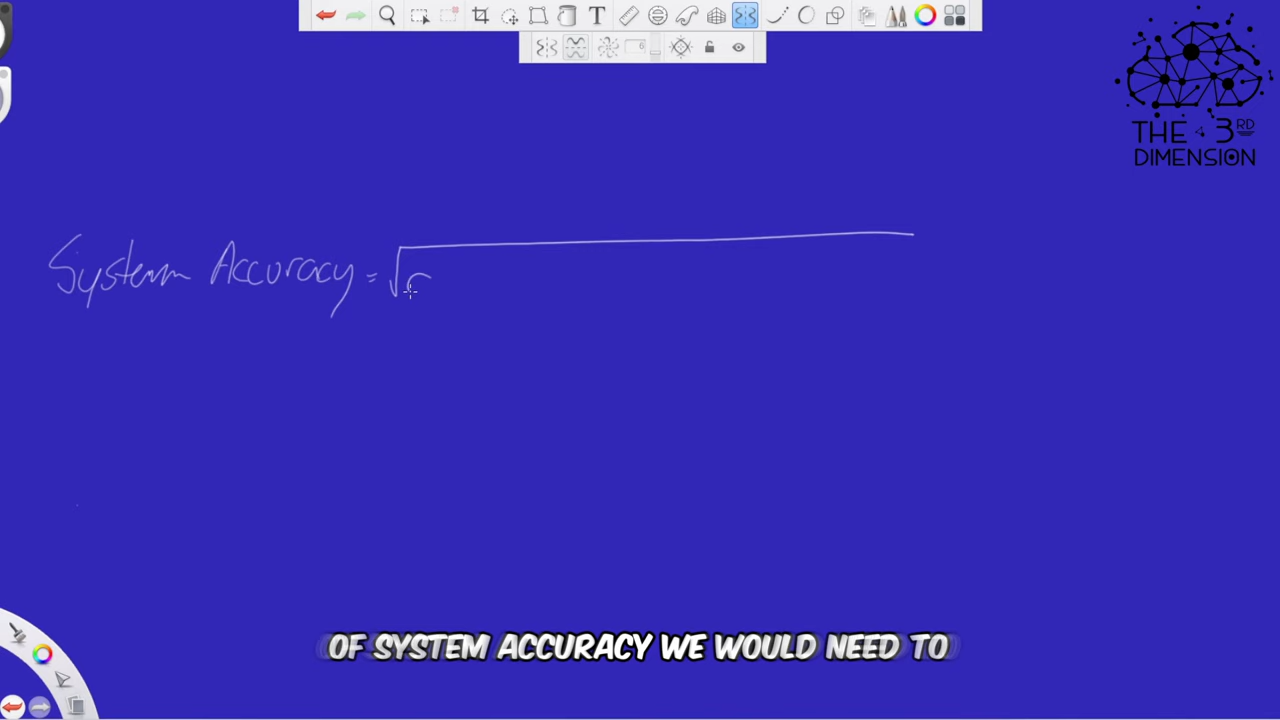 THE 3RD
DIMENSION
System Accuracy = √
OF SYSTEM ACCURACY WE WOULD NEED TO